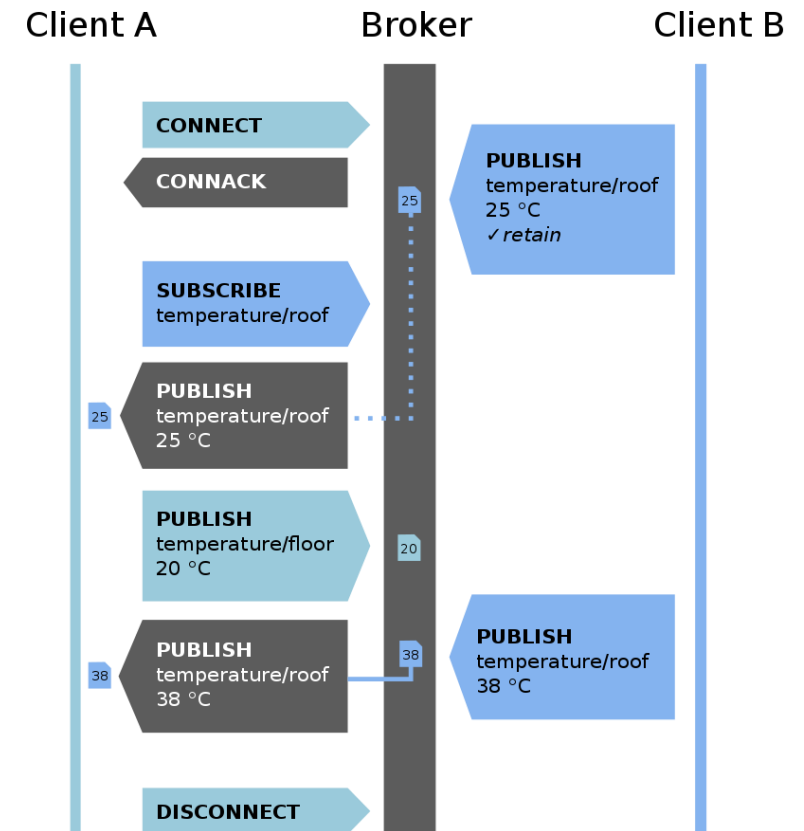 Client A
Broker
Client B
CONNECT
CONNACK
PUBLISH
temperature/roof
25 °C
✓retain
25
SUBSCRIBE
temperature/roof
PUBLISH
temperature/roof
25 °C
25
PUBLISH
temperature/floor
20 °C
20
PUBLISH
temperature/roof
38 °C
38
PUBLISH
temperature/roof
38 °C
38
DISCONNECT